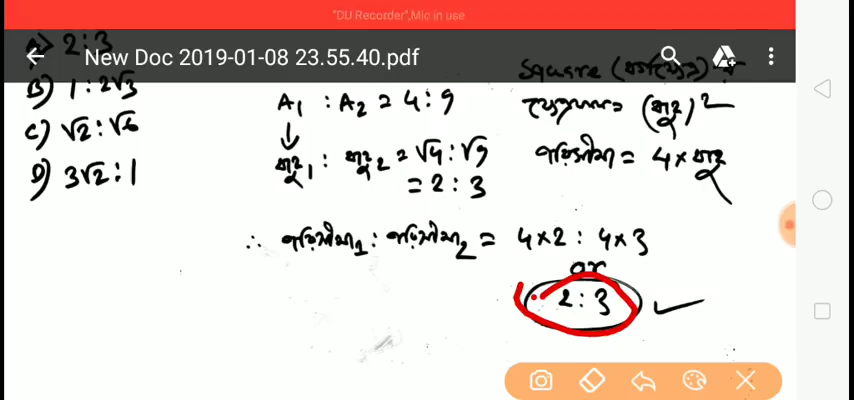 "DU Recorder",Mic in use
New Doc 2019-01-08 23.55.40.pdf
A) 2 : 3
B) 1 : 2√3
C) √2 : √6
D) 3√2 : 1
A₁ : A₂ = 4 : 9
বাহু₁ : বাহু₂ = √4 : √9
= 2 : 3
Square (বর্গক্ষেত্র)
ক্ষেত্রফল = (বাহু)²
পরিসীমা = 4 × বাহু
∴ পরিসীমা₁ : পরিসীমা₂ = 4×2 : 4×3
or
2 : 3